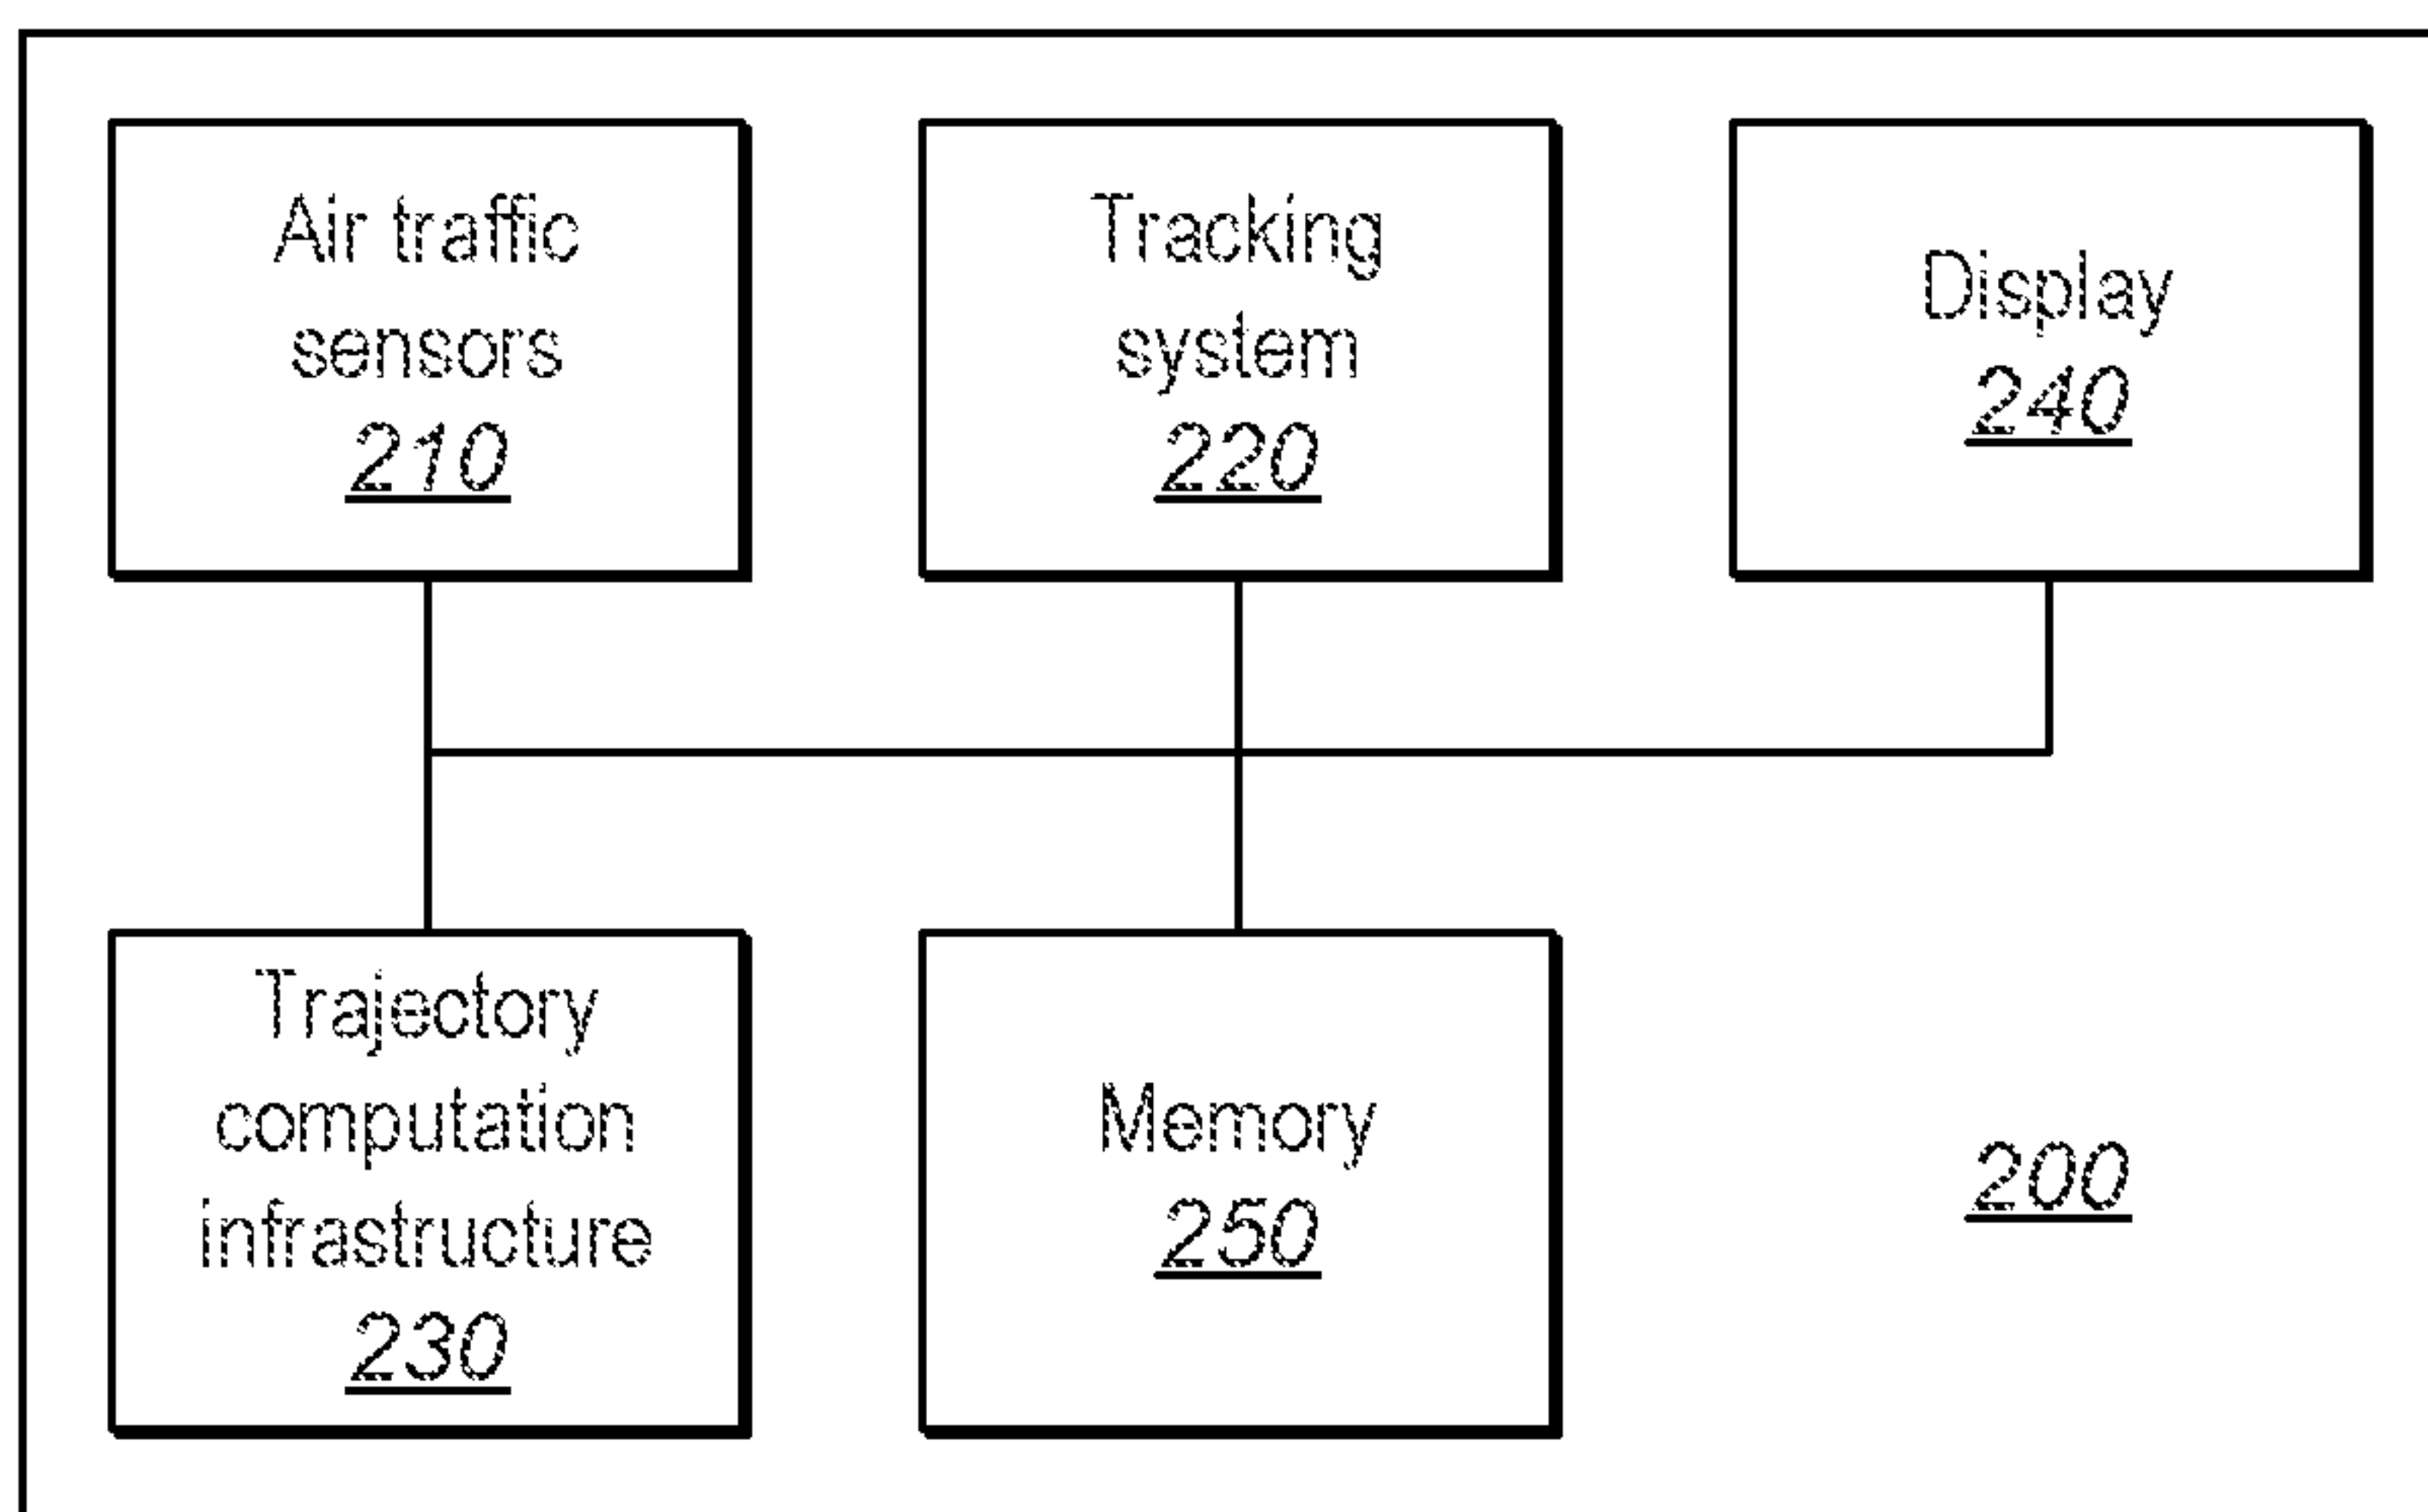 Air traffic
sensors
210
Tracking
system
220
Display
240
Trajectory
computation
infrastructure
230
Memory
250
200